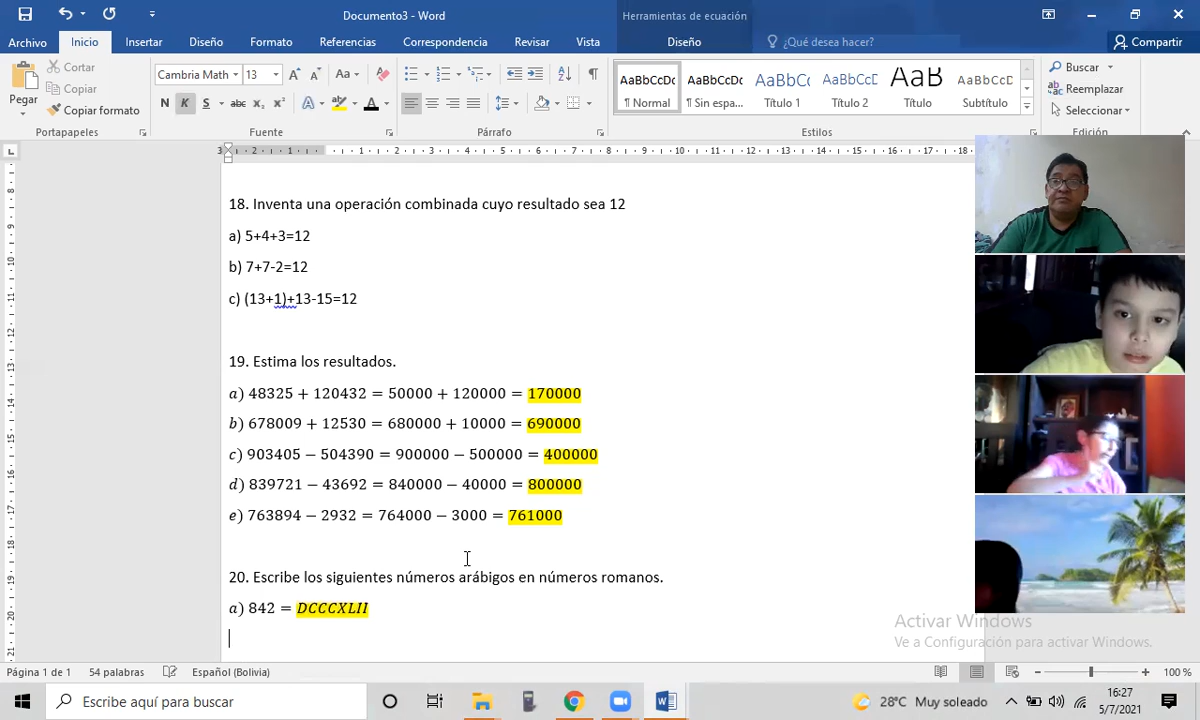 Documento3 - Word
Herramientas de ecuación
Archivo Inicio Insertar Diseño Formato Referencias Correspondencia Revisar Vista Diseño ¿Qué desea hacer? Compartir
Pegar
Cortar
Copiar
Copiar formato
Portapapeles
Cambria Math 13
Aa
N K S abc x₂ x²
Fuente
Párrafo
AaBbCcDc AaBbCcDc AaBbC AaBbCcD AaB AaBbCcD
¶ Normal ¶ Sin espa... Título 1 Título 2 Título Subtítulo
Estilos
Buscar
Reemplazar
Seleccionar
Edición
18. Inventa una operación combinada cuyo resultado sea 12
a) 5+4+3=12
b) 7+7-2=12
c) (13+1)+13-15=12
19. Estima los resultados.
a) 48325 + 120432 = 50000 + 120000 = 170000
b) 678009 + 12530 = 680000 + 10000 = 690000
c) 903405 − 504390 = 900000 − 500000 = 400000
d) 839721 − 43692 = 840000 − 40000 = 800000
e) 763894 − 2932 = 764000 − 3000 = 761000
20. Escribe los siguientes números arábigos en números romanos.
a) 842 = DCCCXLII
Activar Windows
Ve a Configuración para activar Windows.
Página 1 de 1 54 palabras Español (Bolivia) 100 %
Escribe aquí para buscar
28°C Muy soleado
16:27
5/7/2021